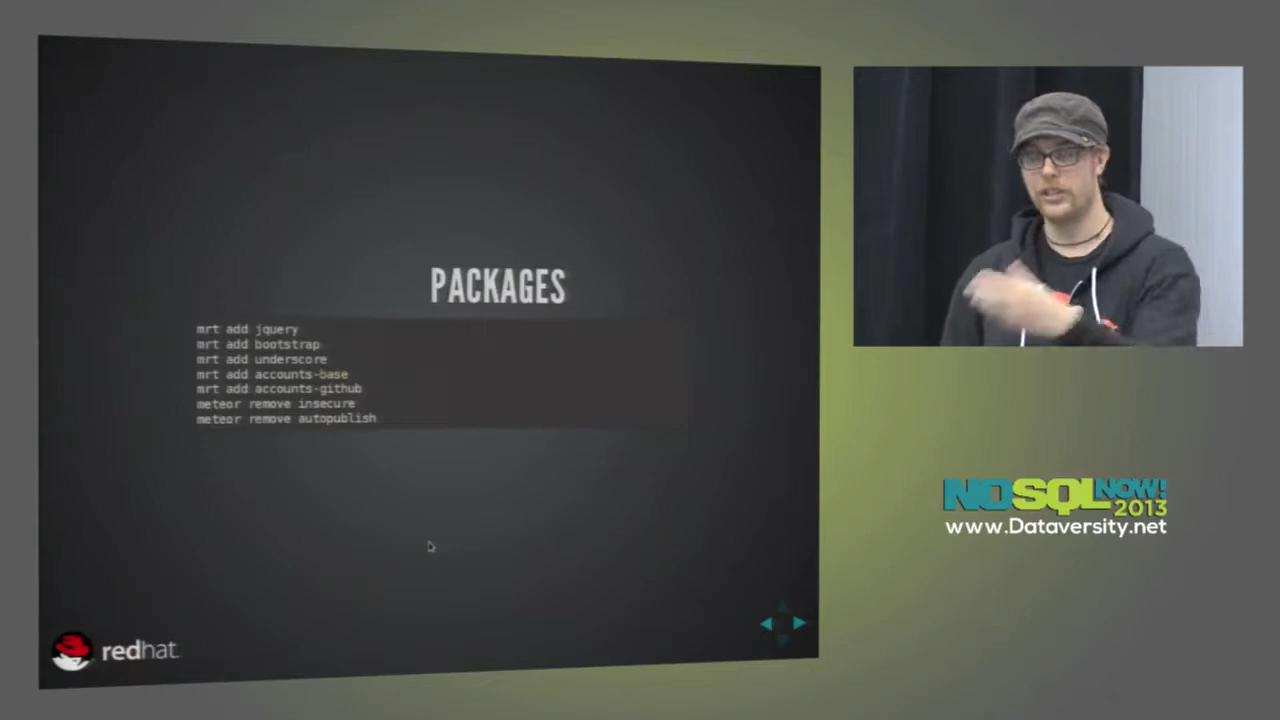 PACKAGES
mrt add jquery
mrt add bootstrap
mrt add underscore
mrt add accounts-base
mrt add accounts-github
meteor remove insecure
meteor remove autopublish
redhat
NOSQLNOW!
2013
www.Dataversity.net